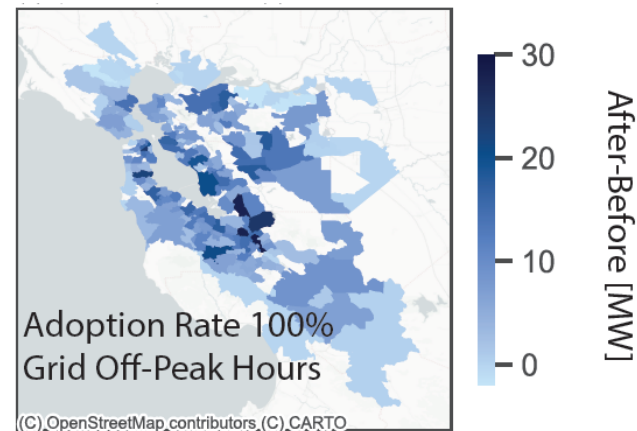 30
20
10
0
After-Before [MW]
Adoption Rate 100%
Grid Off-Peak Hours
(C) OpenStreetMap contributors (C) CARTO